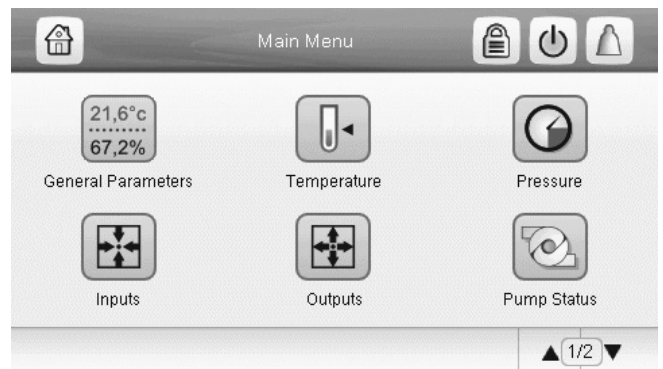 Main Menu
21,6°c
67,2%
General Parameters
Temperature
Pressure
Inputs
Outputs
Pump Status
1/2